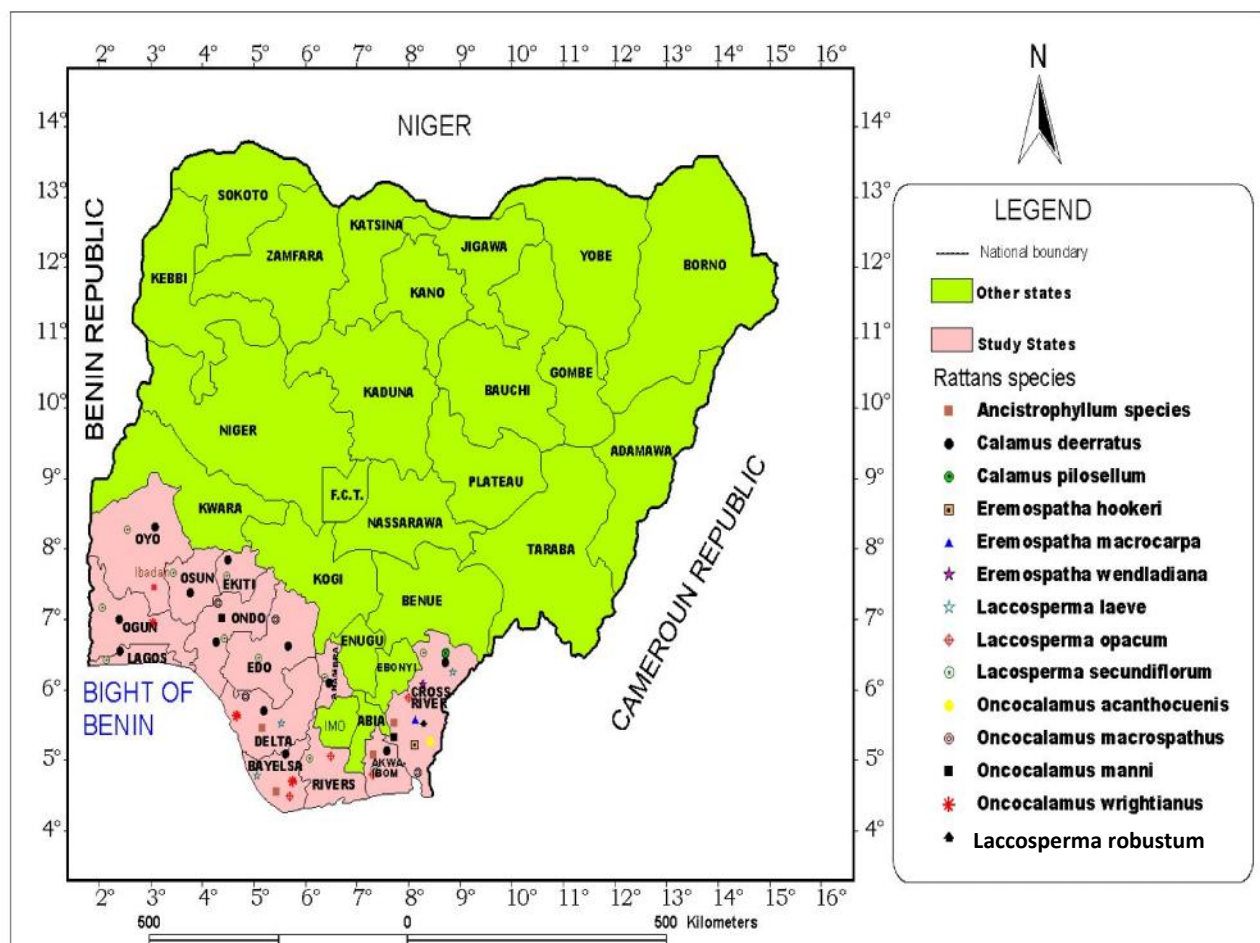 2° 3° 4° 5° 6° 7° 8° 9° 10° 11° 12° 13° 14° 15° 16°
N
14° 14°
NIGER
13° 13°
SOKOTO
KATSINA
JIGAWA
LEGEND
ZAMFARA
YOBE
National boundary
12° 12°
KEBBI
BORNO
KANO
Other states
BENIN REPUBLIC
11° 11°
Study States
GOMBE
Rattans species
KADUNA
BAUCHI
10° 10°
Ancistrophyllum species
NIGER
Calamus deerratus
ADAMAWA
9° 9°
PLATEAU
Calamus pilosellum
F.C.T.
KWARA
NASSARAWA
Eremospatha hookeri
8° 8°
OYO
TARABA
Eremospatha macrocarpa
Ibadan
OSUN
EKITI
KOGI
BENUE
Eremospatha wendladiana
CAMEROUN REPUBLIC
Laccosperma laeve
7° 7°
OGUN
ONDO
ENUGU
Laccosperma opacum
LAGOS
EDO
ANAMBRA
EBONYI
Lacosperma secundiflorum
6° 6°
BIGHT OF
BENIN
CROSS
RIVER
Oncocalamus acanthocuenis
IMO
ABIA
Oncocalamus macrospathus
DELTA
5° 5°
BAYELSA
RIVERS
AKWA
IBOM
Oncocalamus manni
Oncocalamus wrightianus
4° 4°
Laccosperma robustum
2° 3° 4° 5° 6° 7° 8° 9° 10° 11° 12° 13° 14° 15° 16°
500 0 500 Kilometers